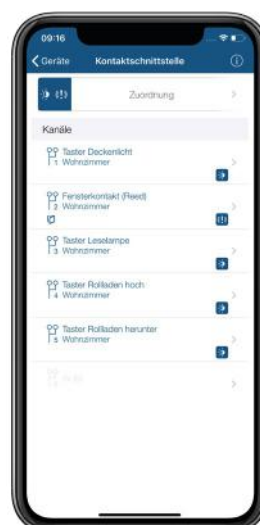 09:16
Geräte
Kontaktschnittstelle
Zuordnung
Kanäle
Taster Deckenlicht
1 Wohnzimmer
Fensterkontakt (Reed)
2 Wohnzimmer
Taster Leselampe
3 Wohnzimmer
Taster Rollladen hoch
4 Wohnzimmer
Taster Rollladen herunter
5 Wohnzimmer